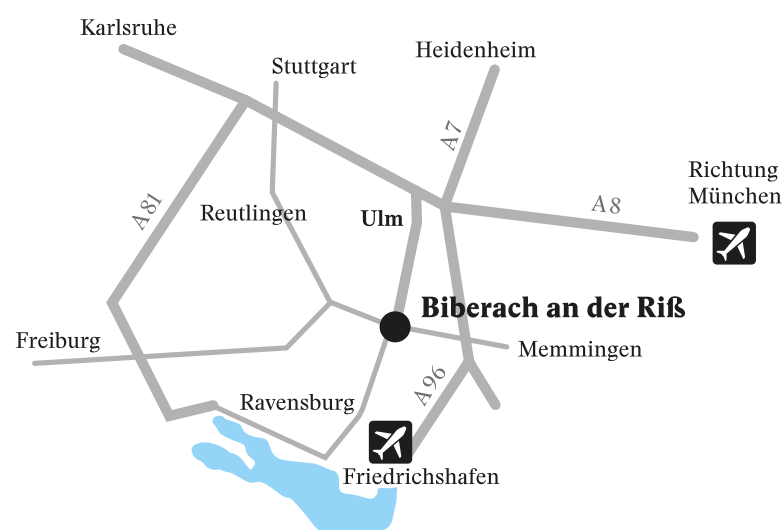 Karlsruhe
Heidenheim
Stuttgart
A7
Richtung
München
A81
Reutlingen
Ulm
A8
Biberach an der Riß
Freiburg
Memmingen
A96
Ravensburg
Friedrichshafen